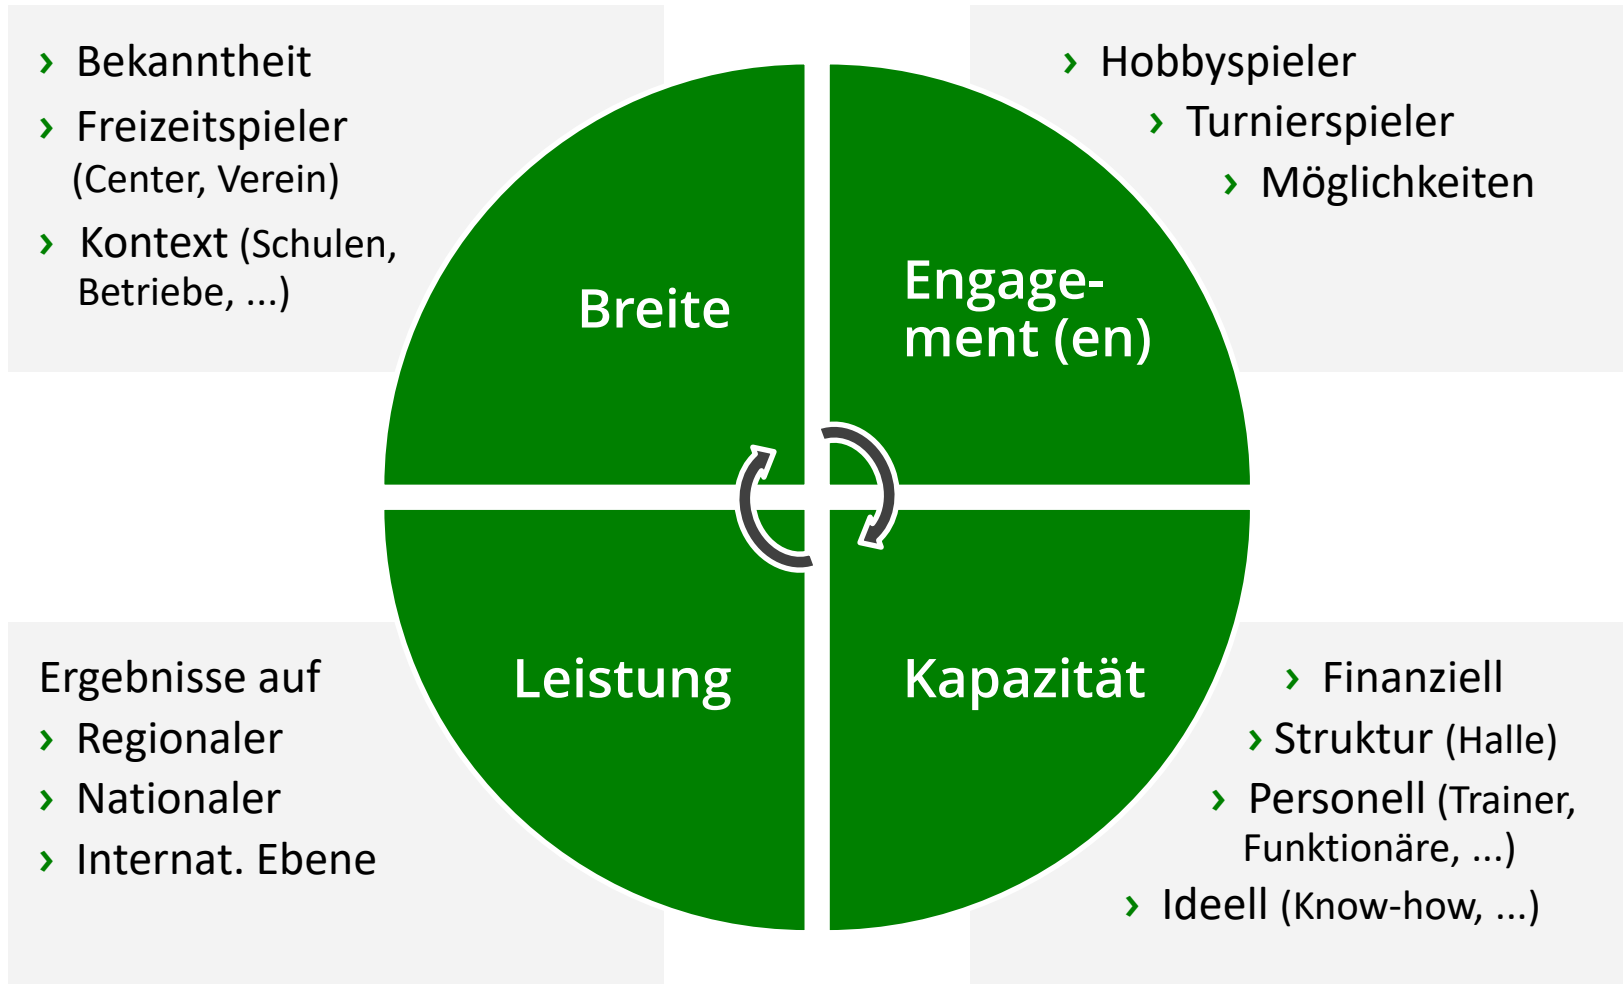 › Bekanntheit
› Freizeitspieler
(Center, Verein)
› Kontext (Schulen,
Betriebe, ...)
› Hobbyspieler
› Turnierspieler
› Möglichkeiten
Breite
Engage-
ment (en)
Leistung
Kapazität
Ergebnisse auf
› Regionaler
› Nationaler
› Internat. Ebene
› Finanziell
› Struktur (Halle)
› Personell (Trainer,
Funktionäre, ...)
› Ideell (Know-how, ...)